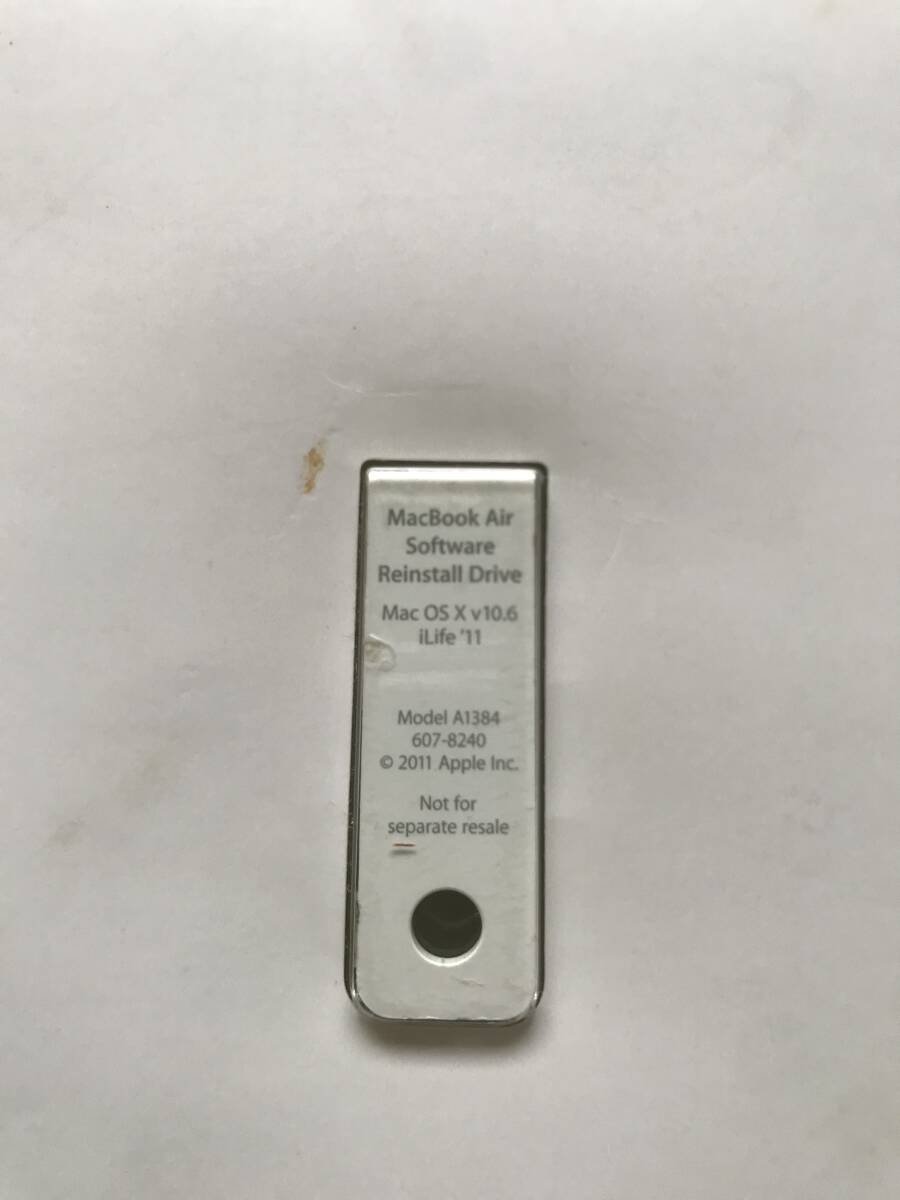 MacBook Air
Software
Reinstall Drive
Mac OS X v10.6
iLife '11
Model A1384
607-8240
© 2011 Apple Inc.
Not for
separate resale